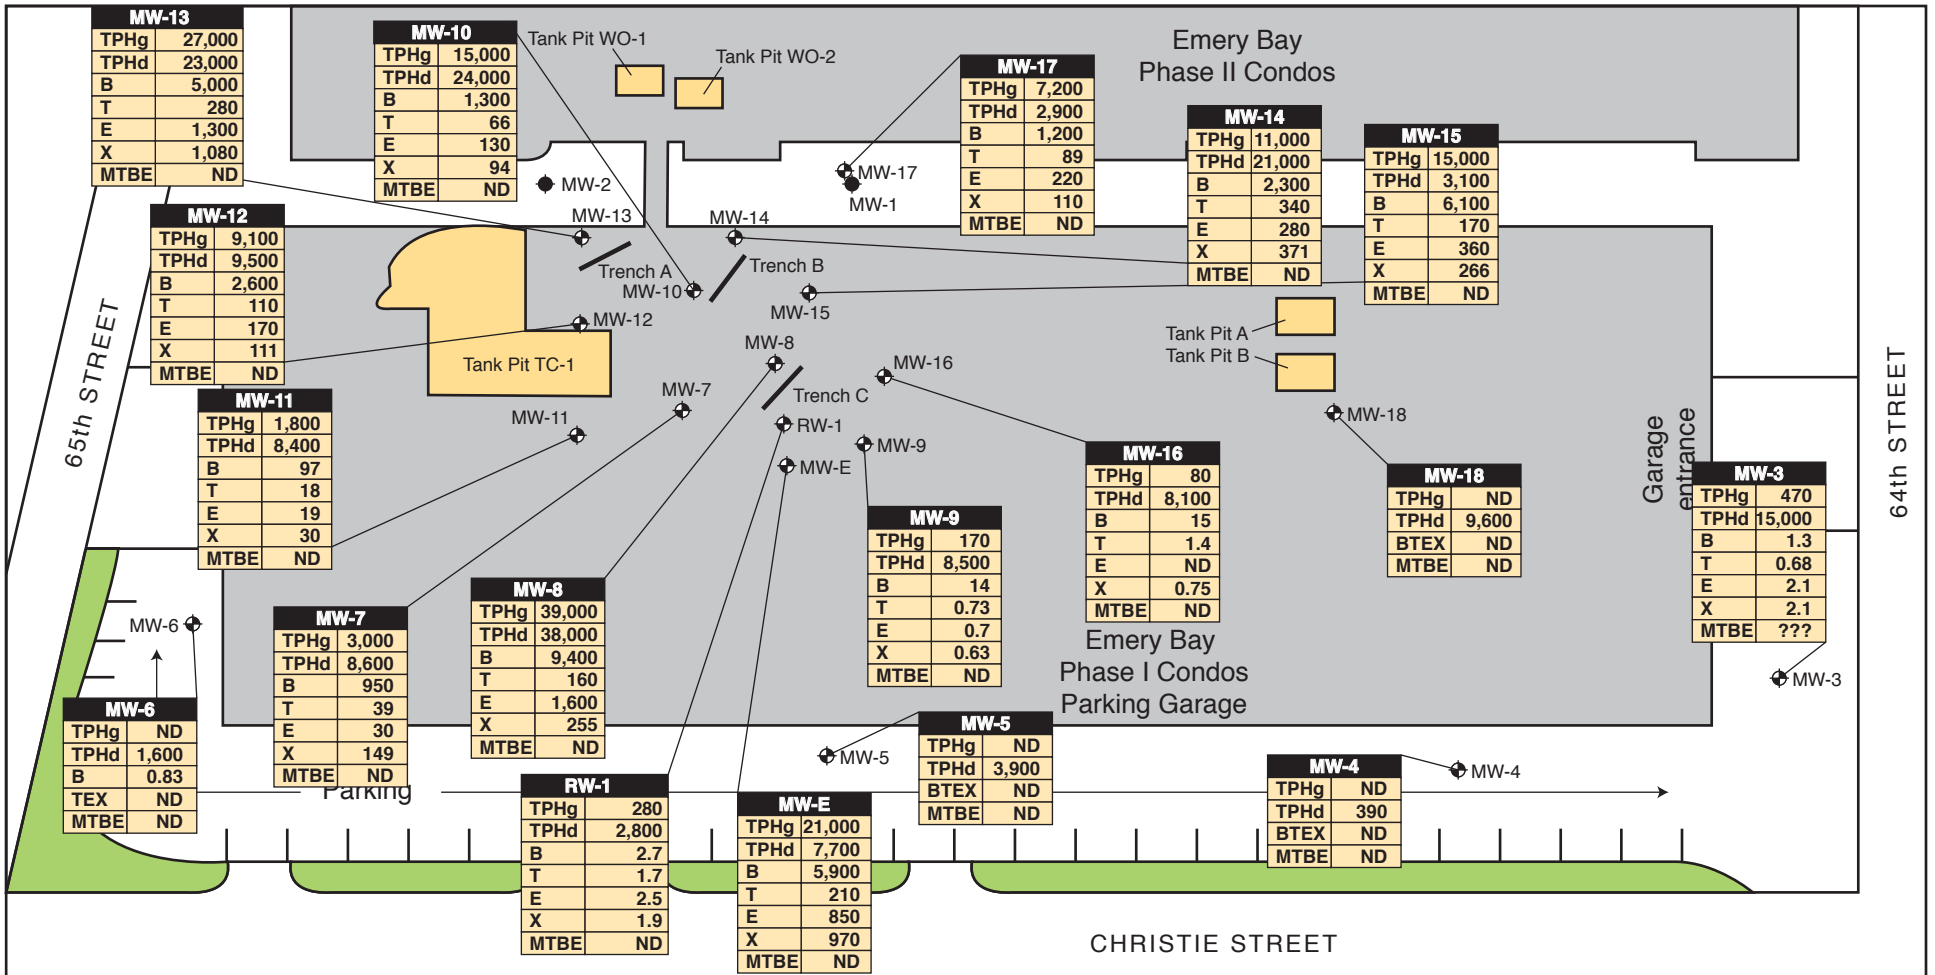 MW-13
TPHg 27,000
TPHd 23,000
B 5,000
T 280
E 1,300
X 1,080
MTBE ND
MW-10
TPHg 15,000
TPHd 24,000
B 1,300
T 66
E 130
X 94
MTBE ND
Tank Pit WO-1
Tank Pit WO-2
MW-17
TPHg 7,200
TPHd 2,900
B 1,200
T 89
E 220
X 110
MTBE ND
Emery Bay
Phase II Condos
MW-14
TPHg 11,000
TPHd 21,000
B 2,300
T 340
E 280
X 371
MTBE ND
MW-15
TPHg 15,000
TPHd 3,100
B 6,100
T 170
E 360
X 266
MTBE ND
MW-2
MW-17
MW-1
MW-13
MW-14
MW-12
TPHg 9,100
TPHd 9,500
B 2,600
T 110
E 170
X 111
MTBE ND
Trench A
Trench B
MW-10
MW-15
MW-12
Tank Pit TC-1
MW-8
MW-16
Trench C
MW-7
MW-11
RW-1
MW-9
MW-E
Tank Pit A
Tank Pit B
MW-18
65th STREET
64th STREET
Garage
entrance
MW-11
TPHg 1,800
TPHd 8,400
B 97
T 18
E 19
X 30
MTBE ND
MW-16
TPHg 80
TPHd 8,100
B 15
T 1.4
E ND
X 0.75
MTBE ND
MW-18
TPHg ND
TPHd 9,600
BTEX ND
MTBE ND
MW-3
TPHg 470
TPHd 15,000
B 1.3
T 0.68
E 2.1
X 2.1
MTBE ???
MW-3
MW-9
TPHg 170
TPHd 8,500
B 14
T 0.73
E 0.7
X 0.63
MTBE ND
MW-8
TPHg 39,000
TPHd 38,000
B 9,400
T 160
E 1,600
X 255
MTBE ND
MW-7
TPHg 3,000
TPHd 8,600
B 950
T 39
E 30
X 149
MTBE ND
MW-6
MW-6
TPHg ND
TPHd 1,600
B 0.83
TEX ND
MTBE ND
Emery Bay
Phase I Condos
Parking Garage
Parking
RW-1
TPHg 280
TPHd 2,800
B 2.7
T 1.7
E 2.5
X 1.9
MTBE ND
MW-E
TPHg 21,000
TPHd 7,700
B 5,900
T 210
E 850
X 970
MTBE ND
MW-5
MW-5
TPHg ND
TPHd 3,900
BTEX ND
MTBE ND
MW-4
TPHg ND
TPHd 390
BTEX ND
MTBE ND
MW-4
CHRISTIE STREET